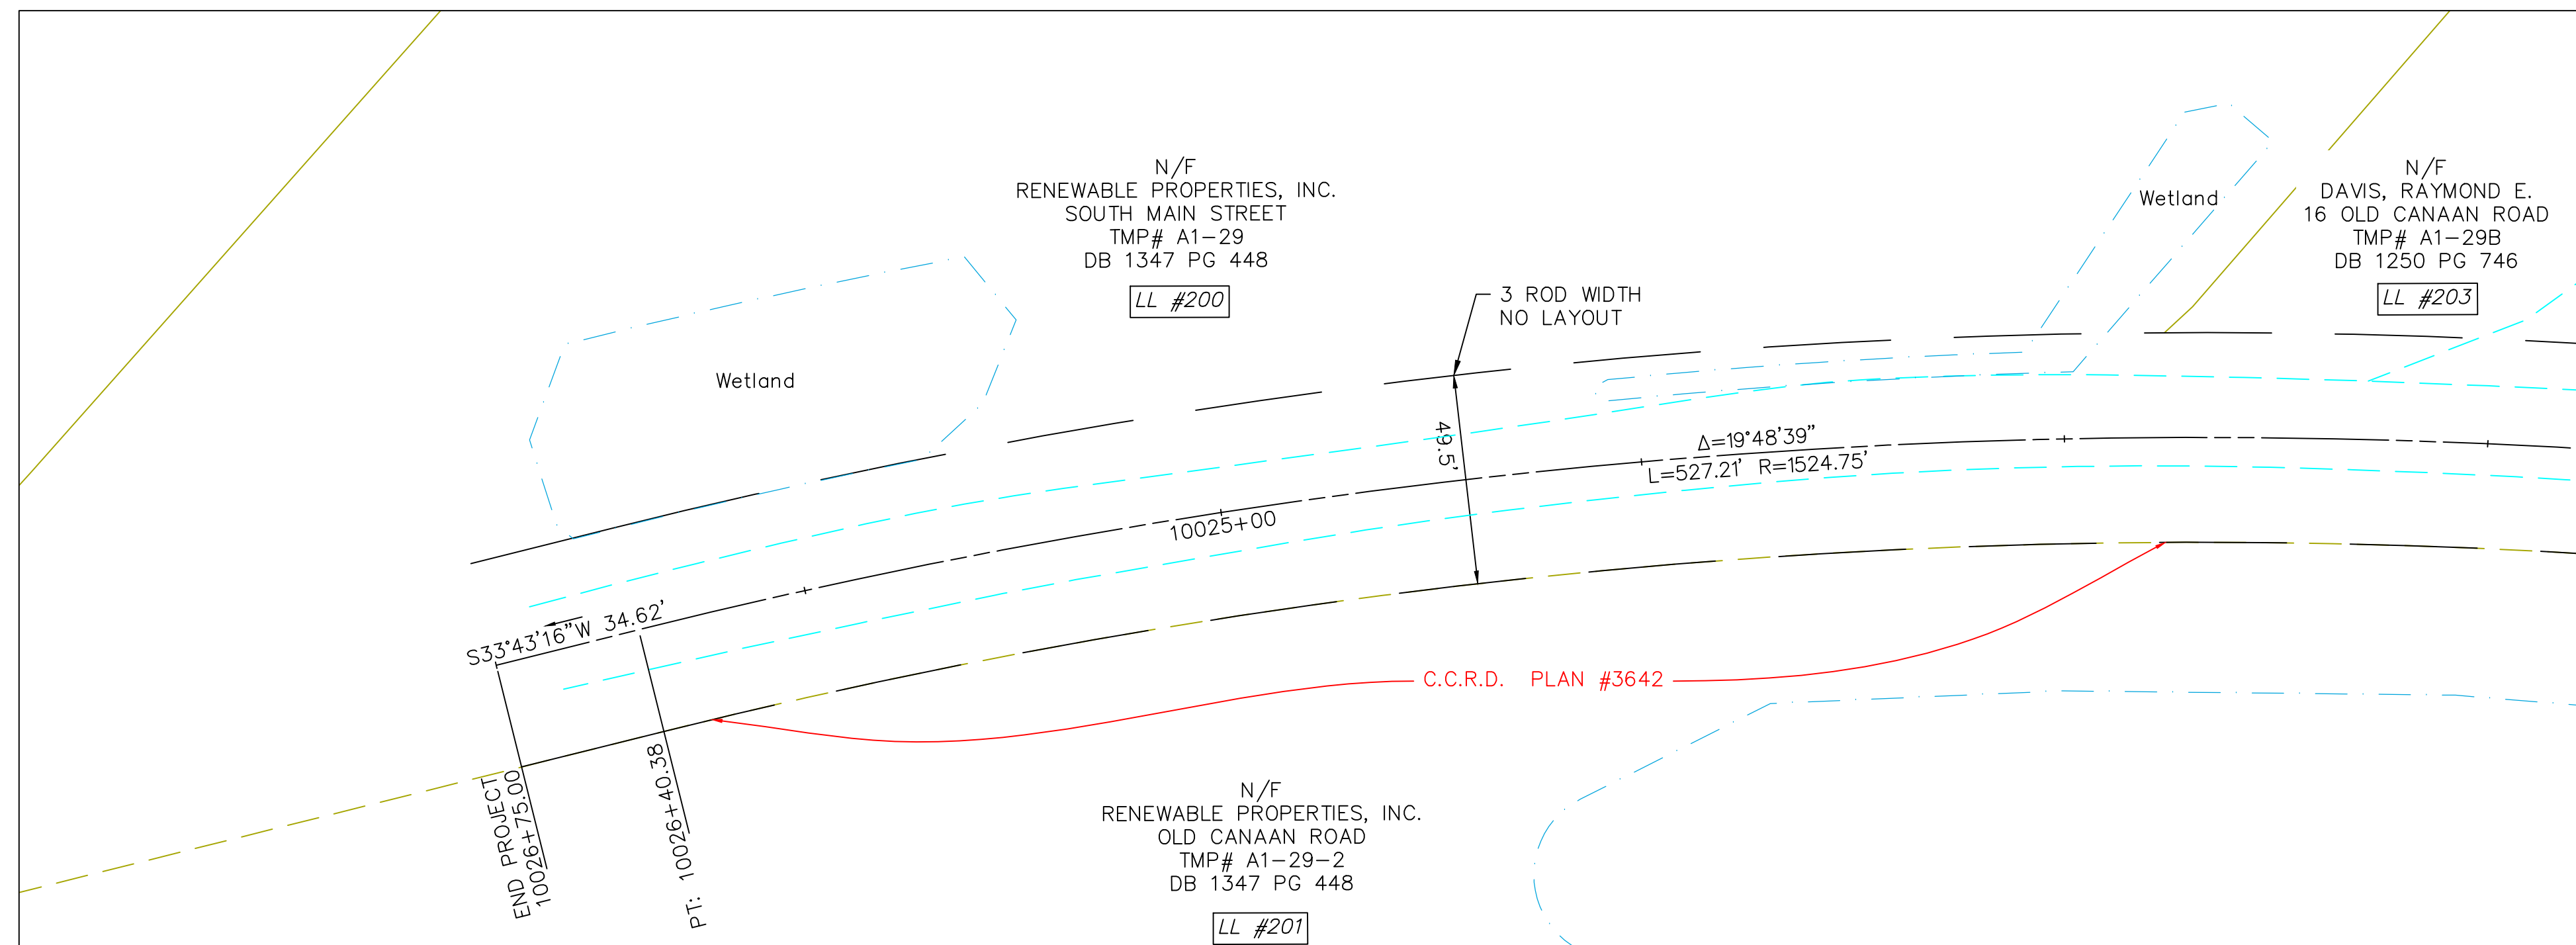 N/F
RENEWABLE PROPERTIES, INC.
SOUTH MAIN STREET
TMP# A1-29
DB 1347 PG 448
LL #200
Wetland
N/F
DAVIS, RAYMOND E.
16 OLD CANAAN ROAD
TMP# A1-29B
DB 1250 PG 746
LL #203
3 ROD WIDTH
NO LAYOUT
Wetland
49.5'
Δ=19°48'39"
L=527.21' R=1524.75'
10025+00
S33°43'16"W 34.62'
C.C.R.D. PLAN #3642
END PROJECT
10026+75.00
PT: 10026+40.38
N/F
RENEWABLE PROPERTIES, INC.
OLD CANAAN ROAD
TMP# A1-29-2
DB 1347 PG 448
LL #201